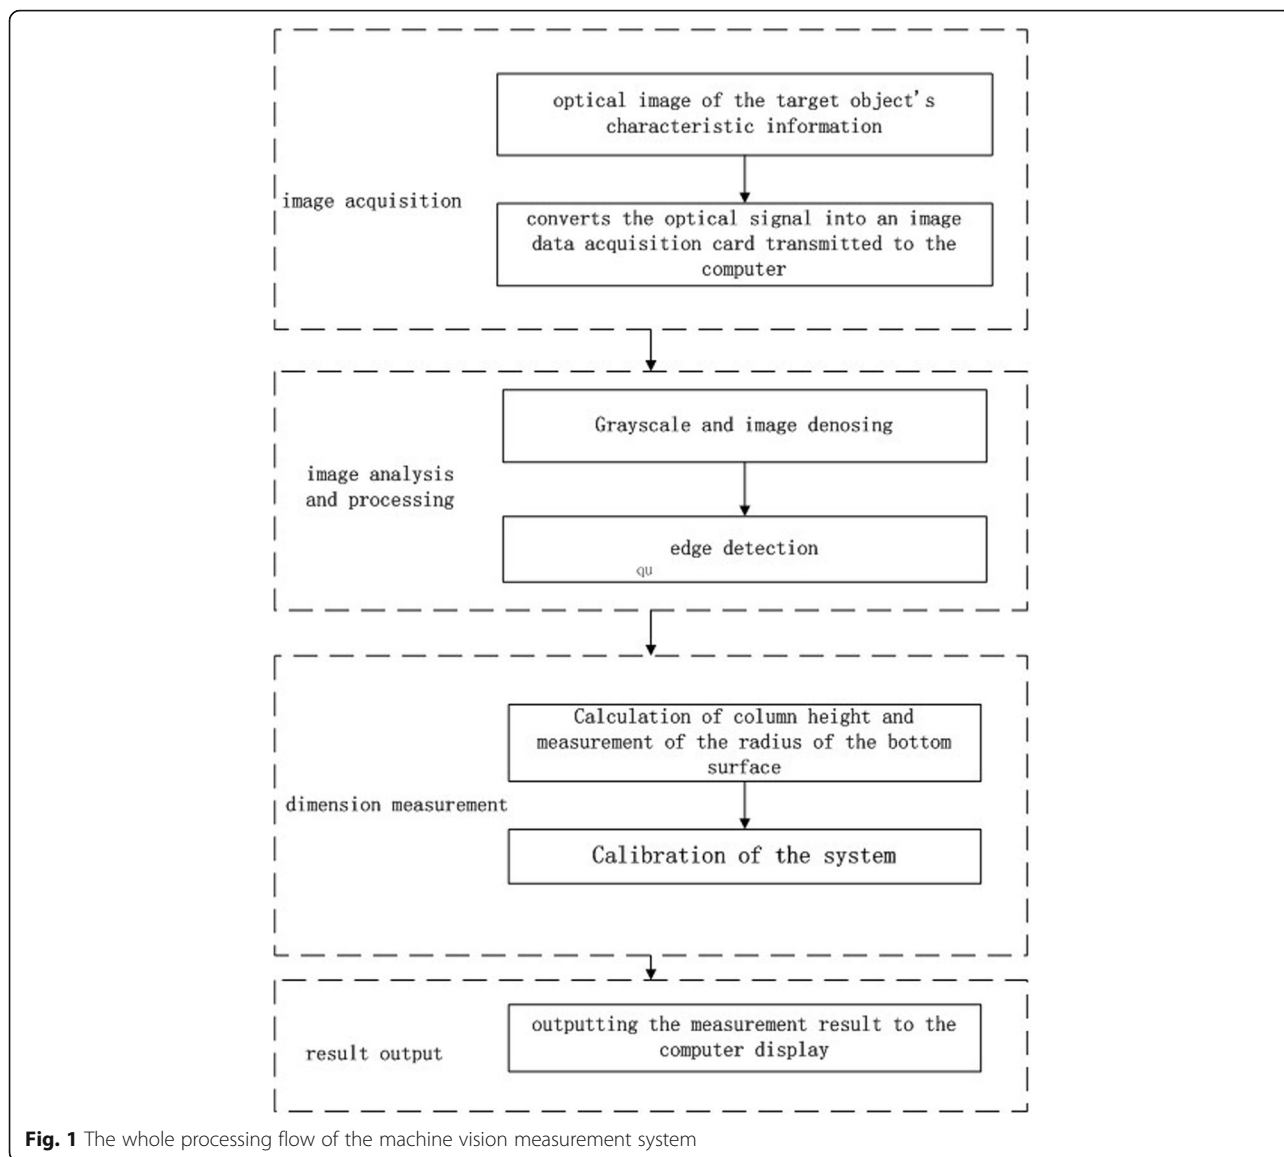 optical image of the target object's
characteristic information
image acquisition
converts the optical signal into an image
data acquisition card transmitted to the
computer
Grayscale and image denosing
image analysis
and processing
edge detection
qu
Calculation of column height and
measurement of the radius of the bottom
surface
dimension measurement
Calibration of the system
outputting the measurement result to the
computer display
result output
Fig. 1 The whole processing flow of the machine vision measurement system